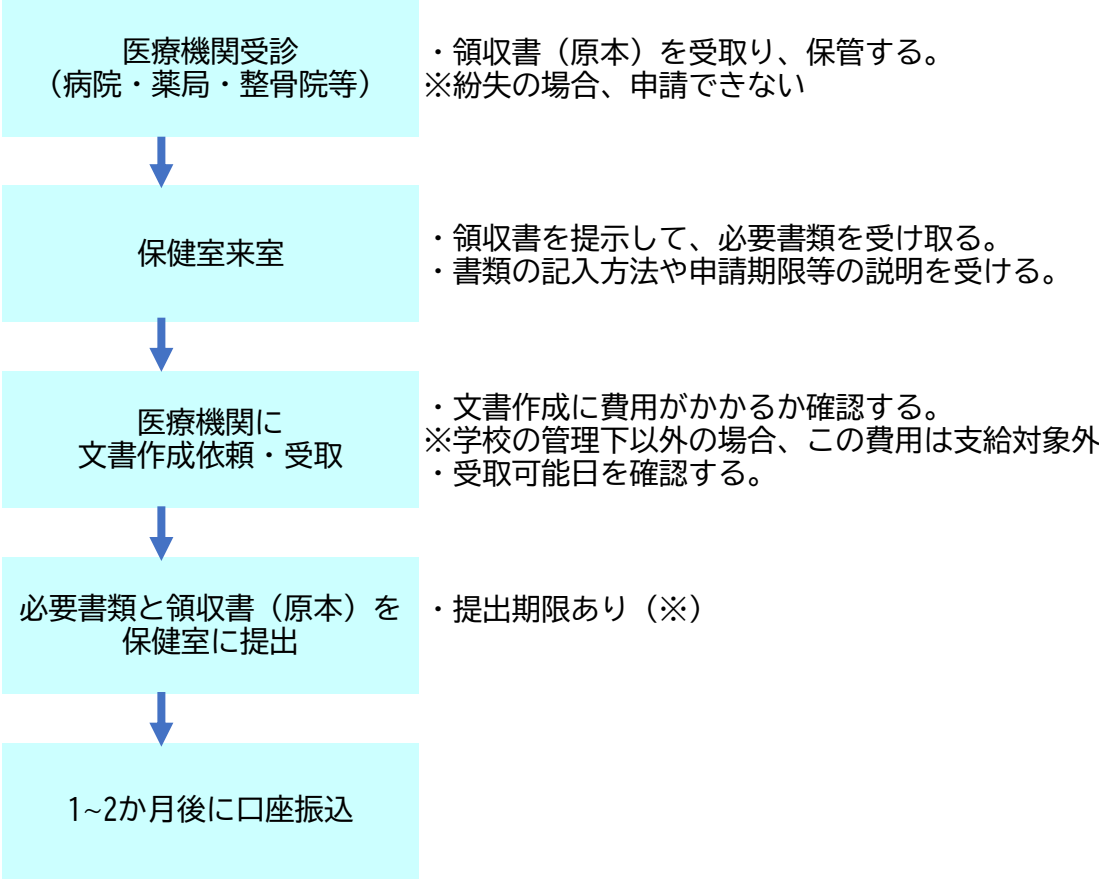 医療機関受診
（病院・薬局・整骨院等）
・領収書（原本）を受取り、保管する。
※紛失の場合、申請できない
保健室来室
・領収書を提示して、必要書類を受け取る。
・書類の記入方法や申請期限等の説明を受ける。
医療機関に
文書作成依頼・受取
・文書作成に費用がかかるか確認する。
※学校の管理下以外の場合、この費用は支給対象外
・受取可能日を確認する。
必要書類と領収書（原本）を
保健室に提出
・提出期限あり（※）
1~2か月後に口座振込